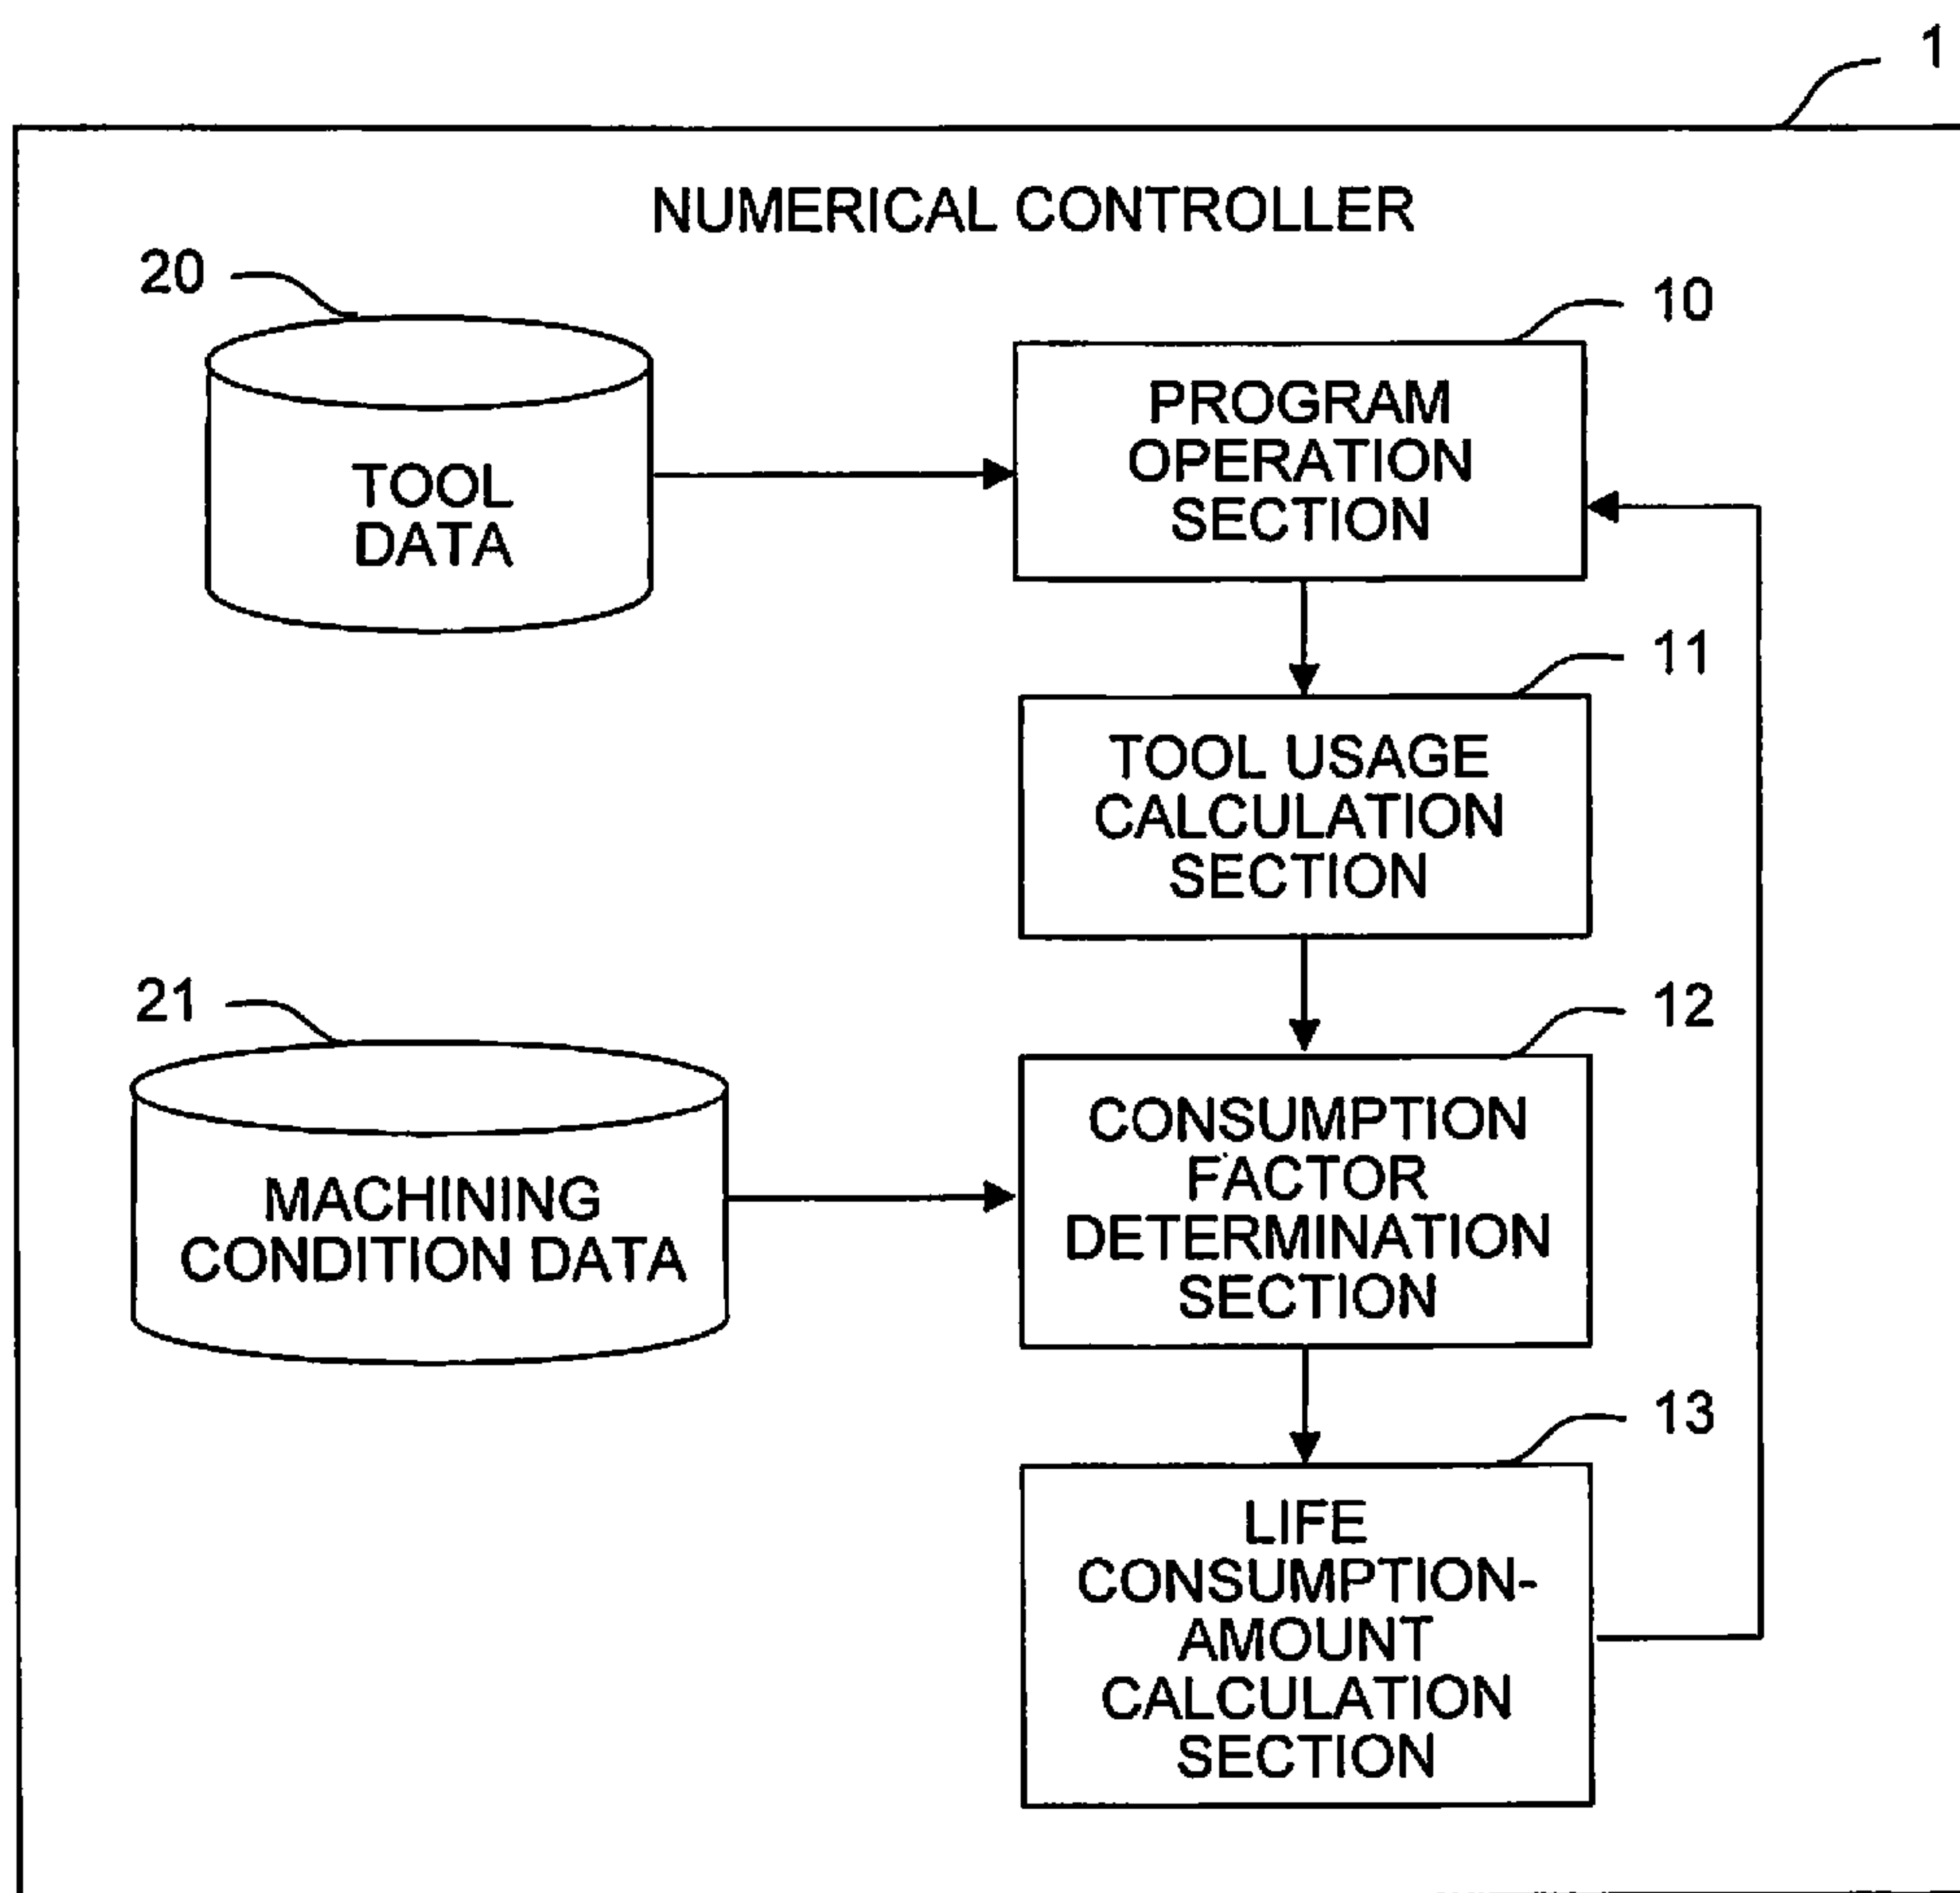 1
NUMERICAL CONTROLLER
20
10
TOOL
DATA
PROGRAM
OPERATION
SECTION
11
TOOL USAGE
CALCULATION
SECTION
21
12
MACHINING
CONDITION DATA
CONSUMPTION
FACTOR
DETERMINATION
SECTION
13
LIFE
CONSUMPTION-
AMOUNT
CALCULATION
SECTION